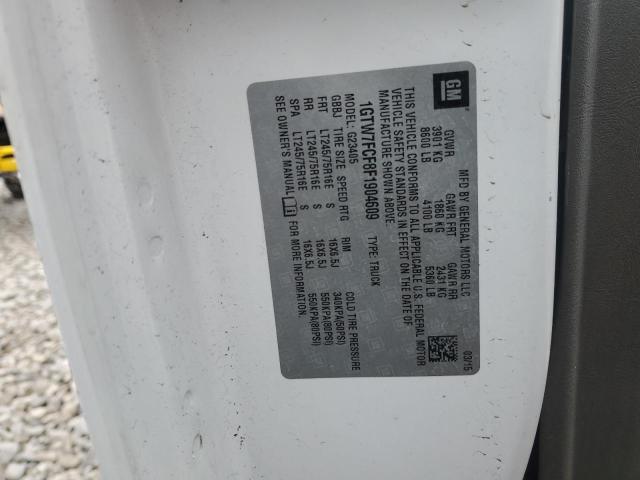 GM
MFD BY GENERAL MOTORS LLC
03/15
GVWR GAWR FRT GAWR RR
3901 KG 1860 KG 2431 KG
8600 LB 4100 LB 5360 LB
THIS VEHICLE CONFORMS TO ALL APPLICABLE U.S. FEDERAL MOTOR
VEHICLE SAFETY STANDARDS IN EFFECT ON THE DATE OF
MANUFACTURE SHOWN ABOVE.
1GTW7FCF8F1904609 TYPE: TRUCK
MODEL: G23405
GBBJ TIRE SIZE SPEED RTG RIM COLD TIRE PRESSURE
FRT LT245/75R16E S 16X6.5J 340KPA(50PSI)
RR LT245/75R16E S 16X6.5J 550KPA(80PSI)
SPA LT245/75R16E S 16X6.5J 550KPA(80PSI)
SEE OWNER'S MANUAL FOR MORE INFORMATION.